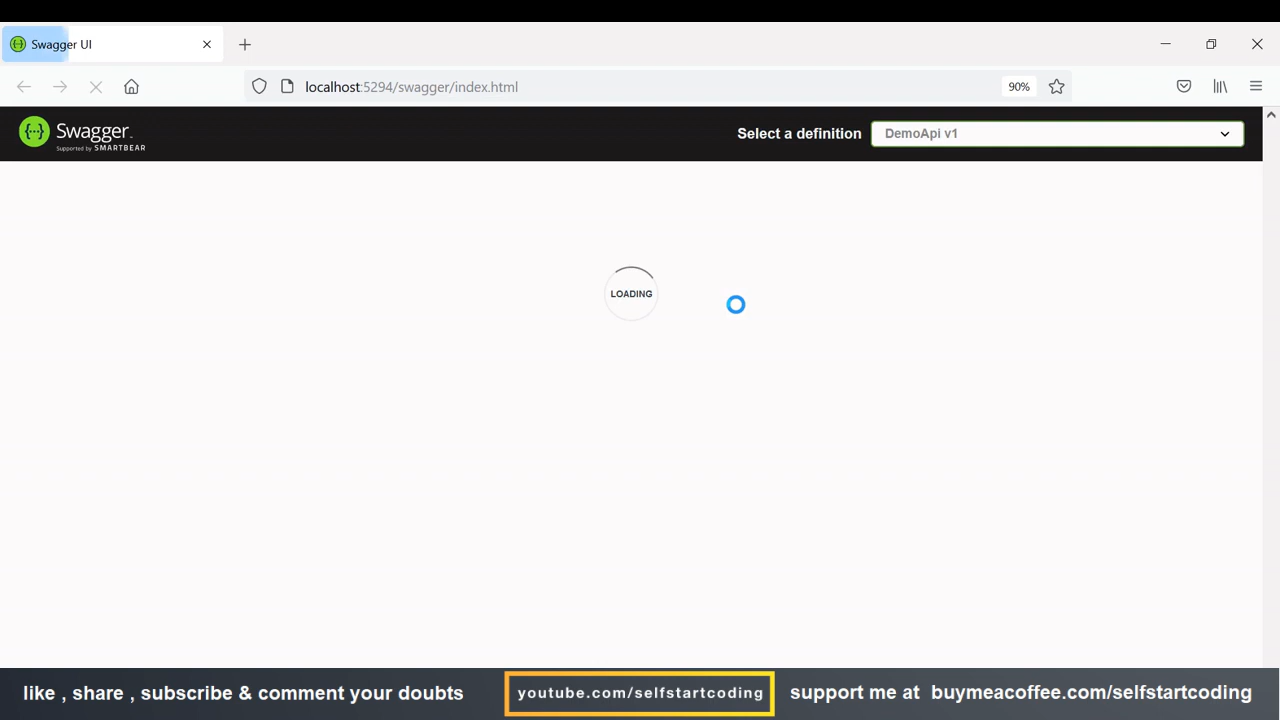 Swagger UI
localhost:5294/swagger/index.html
90%
Swagger
Supported by SMARTBEAR
Select a definition
DemoApi v1
LOADING
like , share , subscribe & comment your doubts
youtube.com/selfstartcoding
support me at buymeacoffee.com/selfstartcoding